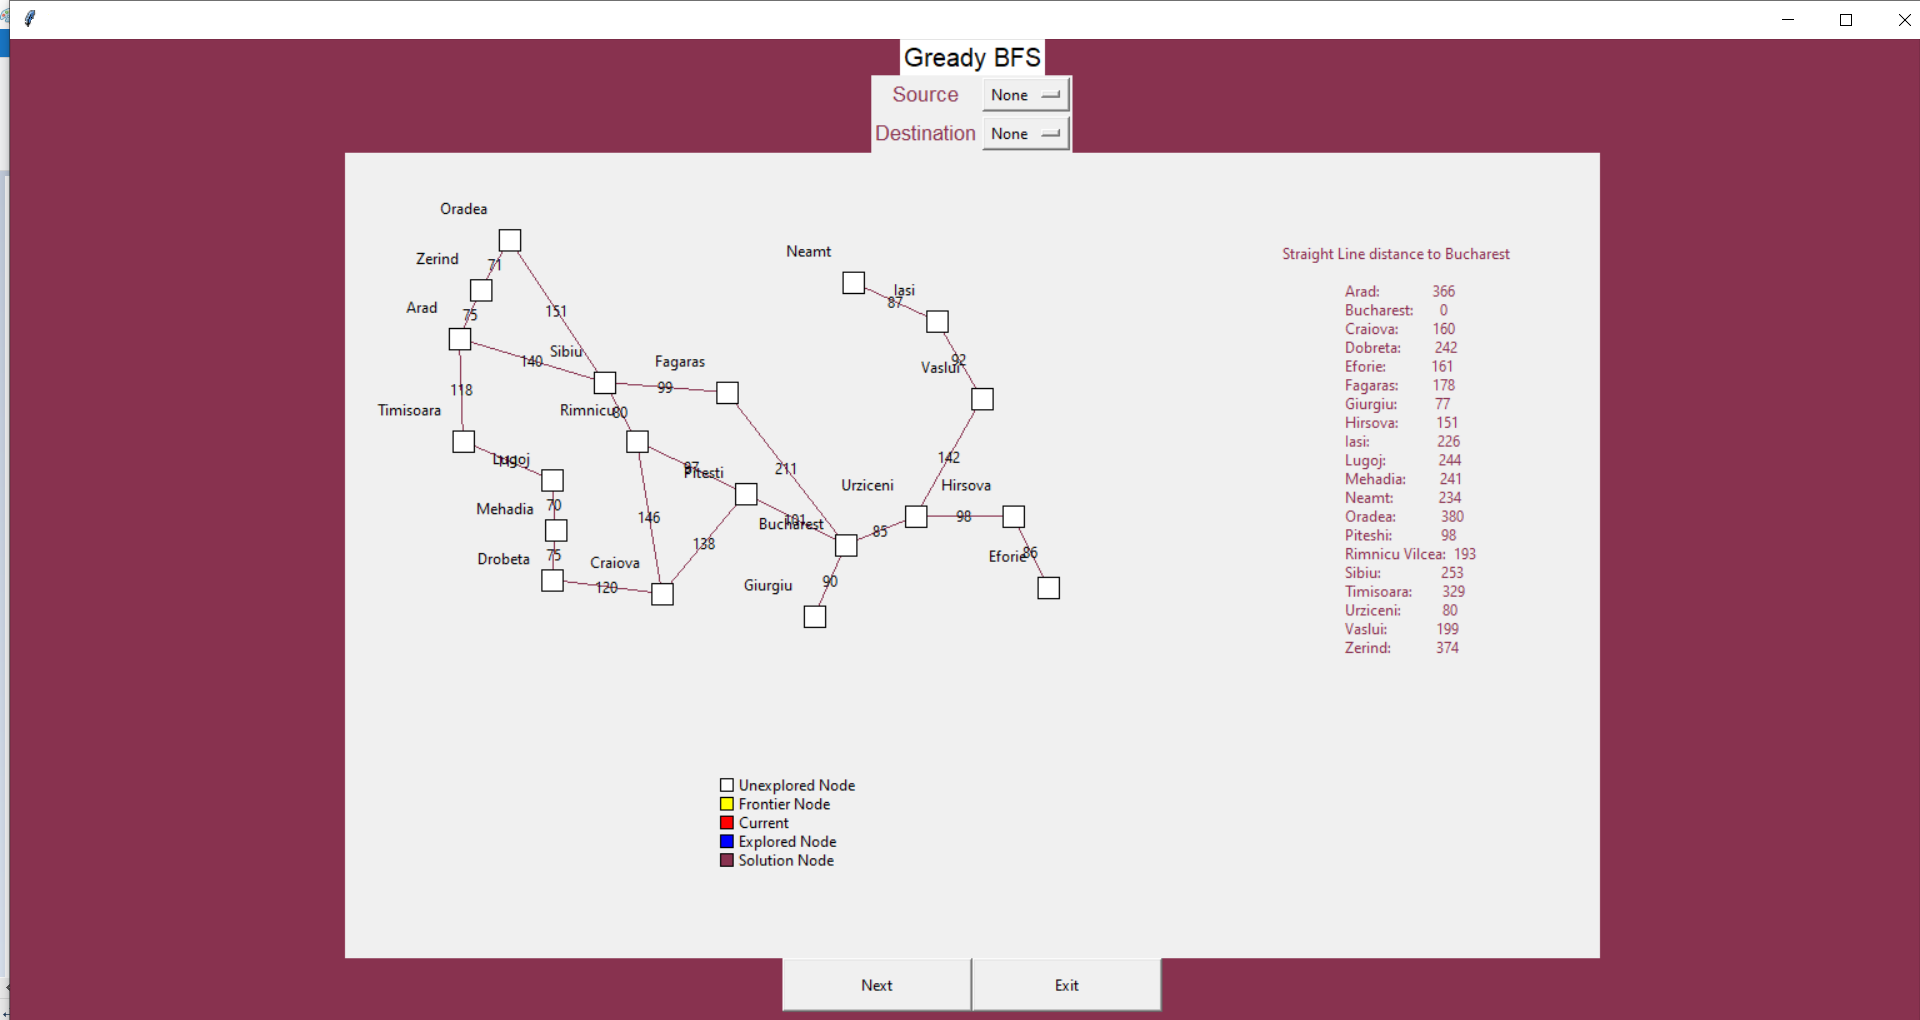 Gready BFS
Source None
Destination None
Oradea
Neamt
Zerind
71
Iasi
87
Arad
75
151
Sibiu
140
Fagaras
99
92
Vaslui
118
Timisoara
Rimnicu
80
Lugoj
97
Pitesti
211
142
Urziceni
Hirsova
Mehadia
70
146
Bucharest
101
98
85
138
Drobeta
75
Craiova
Eforie
86
120
Giurgiu
90
Straight Line distance to Bucharest
Arad: 366
Bucharest: 0
Craiova: 160
Dobreta: 242
Eforie: 161
Fagaras: 178
Giurgiu: 77
Hirsova: 151
Iasi: 226
Lugoj: 244
Mehadia: 241
Neamt: 234
Oradea: 380
Piteshi: 98
Rimnicu Vilcea: 193
Sibiu: 253
Timisoara: 329
Urziceni: 80
Vaslui: 199
Zerind: 374
Unexplored Node
Frontier Node
Current
Explored Node
Solution Node
Next
Exit